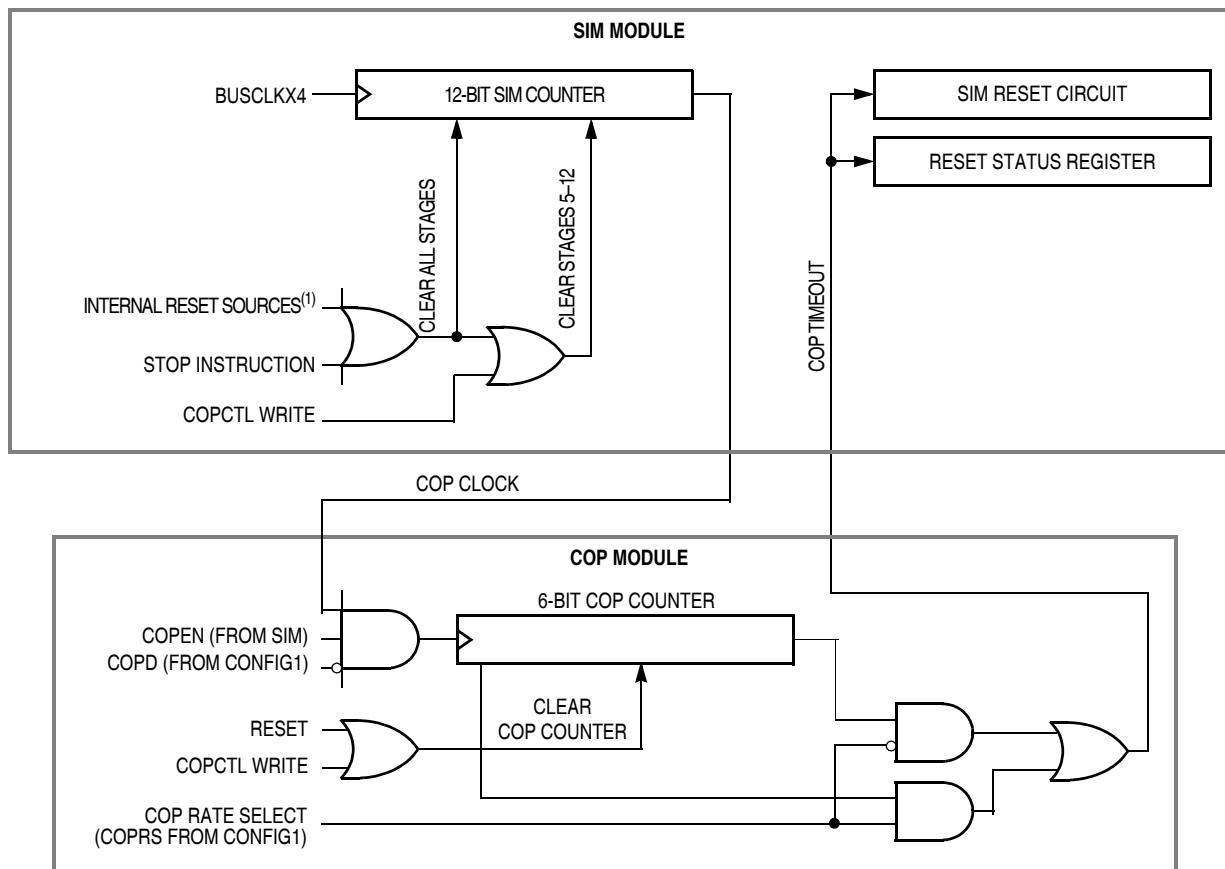 SIM MODULE
BUSCLKX4
12-BIT SIM COUNTER
SIM RESET CIRCUIT
RESET STATUS REGISTER
CLEAR ALL STAGES
CLEAR STAGES 5–12
COP TIMEOUT
INTERNAL RESET SOURCES(1)
STOP INSTRUCTION
COPCTL WRITE
COP CLOCK
COP MODULE
6-BIT COP COUNTER
COPEN (FROM SIM)
COPD (FROM CONFIG1)
CLEAR
COP COUNTER
RESET
COPCTL WRITE
COP RATE SELECT
(COPRS FROM CONFIG1)